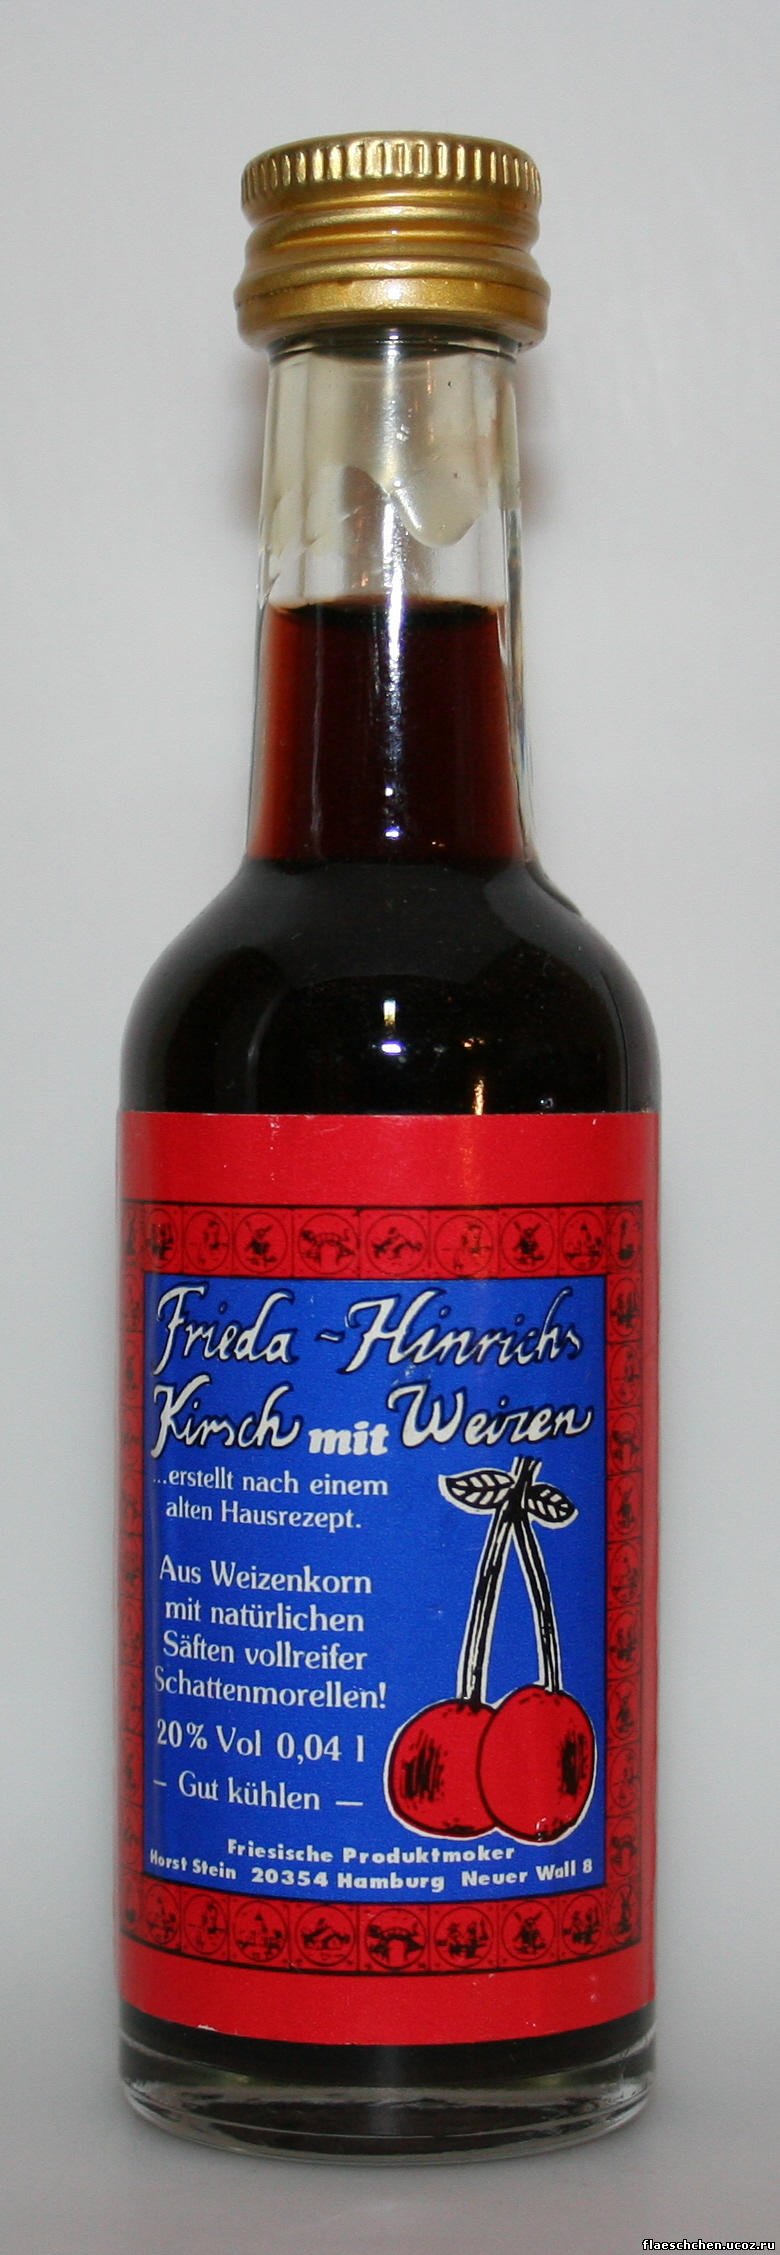 Frieda - Hinrichs
Kirsch mit Weizen
...erstellt nach einem
alten Hausrezept.
Aus Weizenkorn
mit natürlichen
Säften vollreifer
Schattenmorellen!
20% Vol 0,04 l
– Gut kühlen –
Friesische Produktmoker
Horst Stein 20354 Hamburg Neuer Wall 8
flaeschchen.ucoz.ru